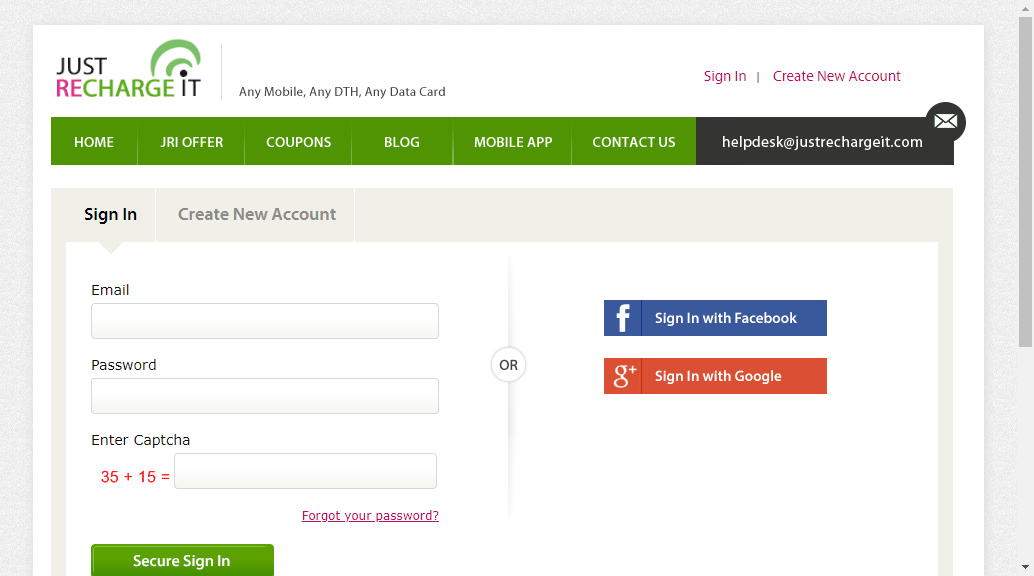 JUST
RECHARGE iT
Any Mobile, Any DTH, Any Data Card
Sign In | Create New Account
HOME JRI OFFER COUPONS BLOG MOBILE APP CONTACT US helpdesk@justrechargeit.com
Sign In Create New Account
Email
Password
Enter Captcha
35 + 15 =
Forgot your password?
Secure Sign In
OR
f Sign In with Facebook
g+ Sign In with Google